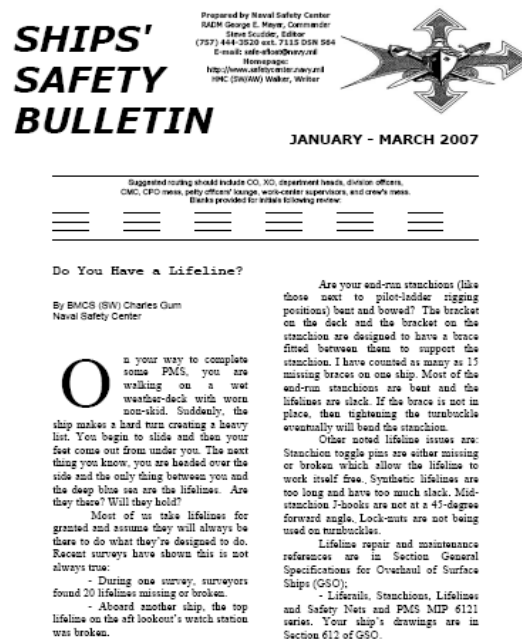 SHIPS'
SAFETY
BULLETIN
Prepared by Naval Safety Center
RADM George E. Mayer, Commander
Steve Scudder, Editor
(757) 444-3520 ext. 7115 DSN 564
E-mail: safe-afloat@navy.mil
Homepage:
http://www.safetycenter.navy.mil
HMC (SW/AW) Walker, Writer
JANUARY - MARCH 2007
Suggested routing should include CO, XO, department heads, division officers,
CMC, CPO mess, petty officers' lounge, work-center supervisors, and crew's mess.
Blanks provided for initials following review:
Do You Have a Lifeline?
By BMCS (SW) Charles Gum
Naval Safety Center
On your way to complete
some PMS, you are
walking on a wet
weather-deck with worn
non-skid. Suddenly, the
ship makes a hard turn creating a heavy
list. You begin to slide and then your
feet come out from under you. The next
thing you know, you are headed over the
side and the only thing between you and
the deep blue sea are the lifelines. Are
they there? Will they hold?
Most of us take lifelines for
granted and assume they will always be
there to do what they're designed to do.
Recent surveys have shown this is not
always true:
- During one survey, surveyors
found 20 lifelines missing or broken.
- Aboard another ship, the top
lifeline on the aft lookout's watch station
was broken.
Are your end-run stanchions (like
those next to pilot-ladder rigging
positions) bent and bowed? The bracket
on the deck and the bracket on the
stanchion are designed to have a brace
fitted between them to support the
stanchion. I have counted as many as 15
missing braces on one ship. Most of the
end-run stanchions are bent and the
lifelines are slack. If the brace is not in
place, then tightening the turnbuckle
eventually will bend the stanchion.
Other noted lifeline issues are:
Stanchion toggle pins are either missing
or broken which allow the lifeline to
work itself free. Synthetic lifelines are
too long and have too much slack. Mid-
stanchion J-hooks are not at a 45-degree
forward angle. Lock-nuts are not being
used on turnbuckles.
Lifeline repair and maintenance
references are in Section General
Specifications for Overhaul of Surface
Ships (GSO);
- Liferails, Stanchions, Lifelines
and Safety Nets and PMS MIP 6121
series. Your ship's drawings are in
Section 612 of GSO.